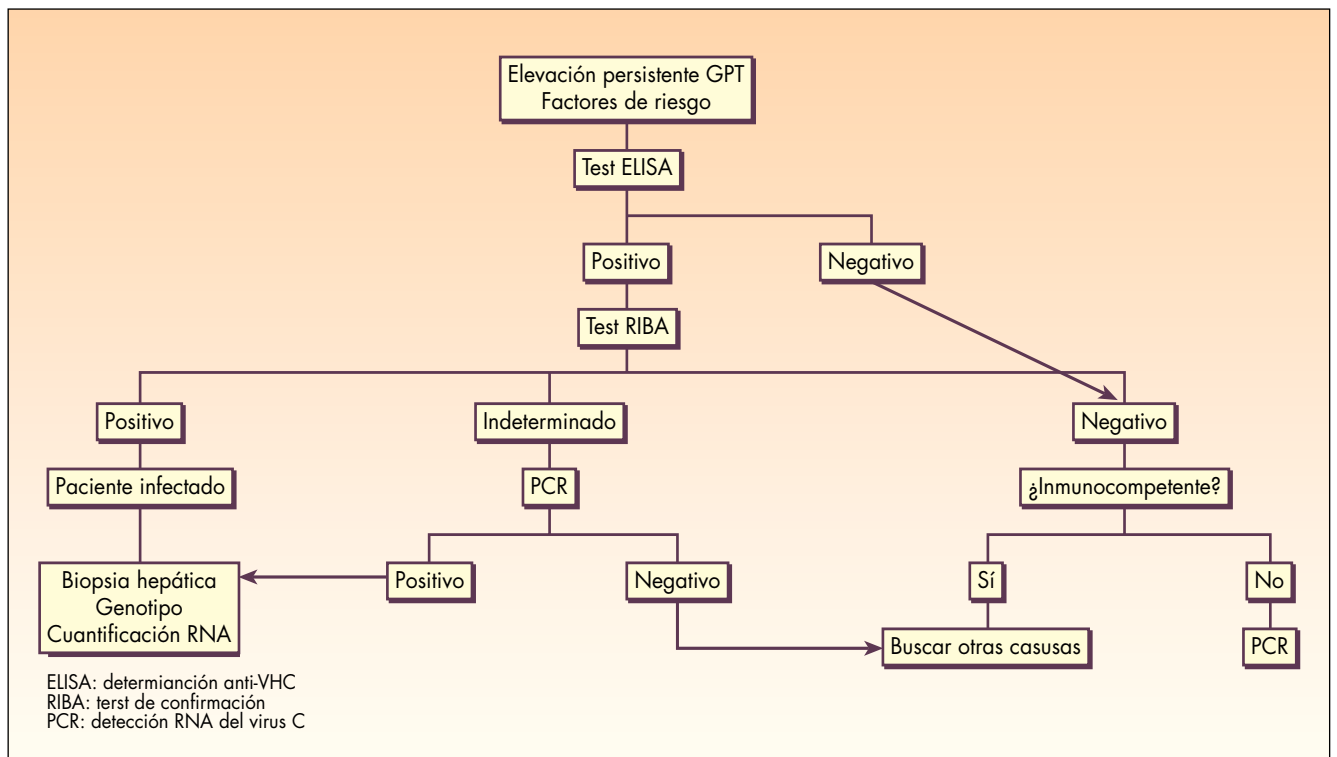 Elevación persistente GPT
Factores de riesgo
Test ELISA
Positivo
Negativo
Test RIBA
Positivo
Indeterminado
Negativo
Paciente infectado
PCR
¿Inmunocompetente?
Biopsia hepática
Genotipo
Cuantificación RNA
Positivo
Negativo
Sí
No
Buscar otras casusas
PCR
ELISA: determianción anti-VHC
RIBA: terst de confirmación
PCR: detección RNA del virus C